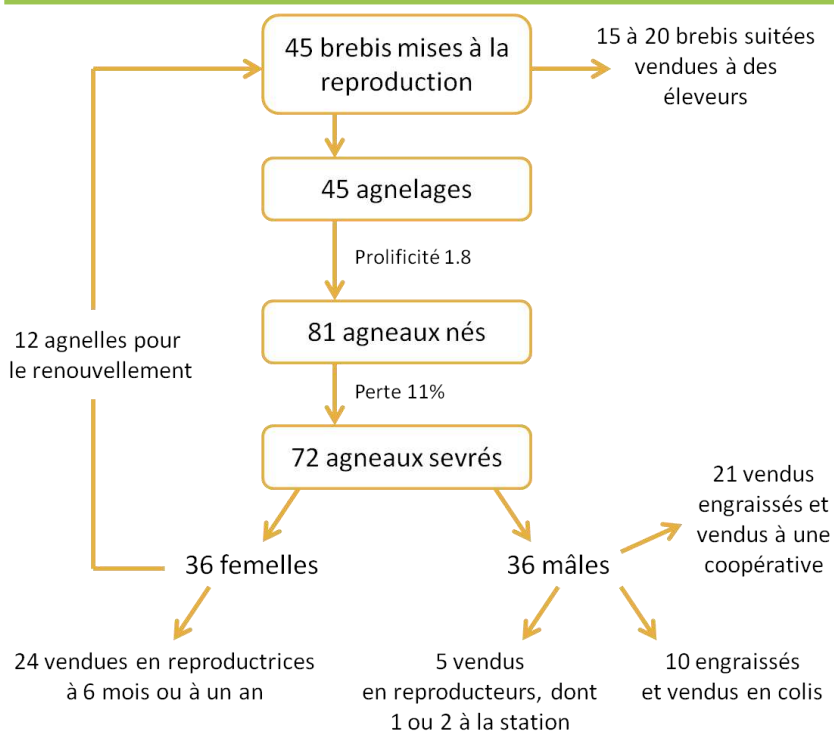 45 brebis mises à la
reproduction
15 à 20 brebis suitées
vendues à des
éleveurs
45 agnelages
Prolificité 1.8
81 agneaux nés
12 agnelles pour
le renouvellement
Perte 11%
72 agneaux sevrés
21 vendus
engraissés et
vendus à une
coopérative
36 femelles
36 mâles
24 vendues en reproductrices
à 6 mois ou à un an
5 vendus
en reproducteurs, dont
1 ou 2 à la station
10 engraissés
et vendus en colis